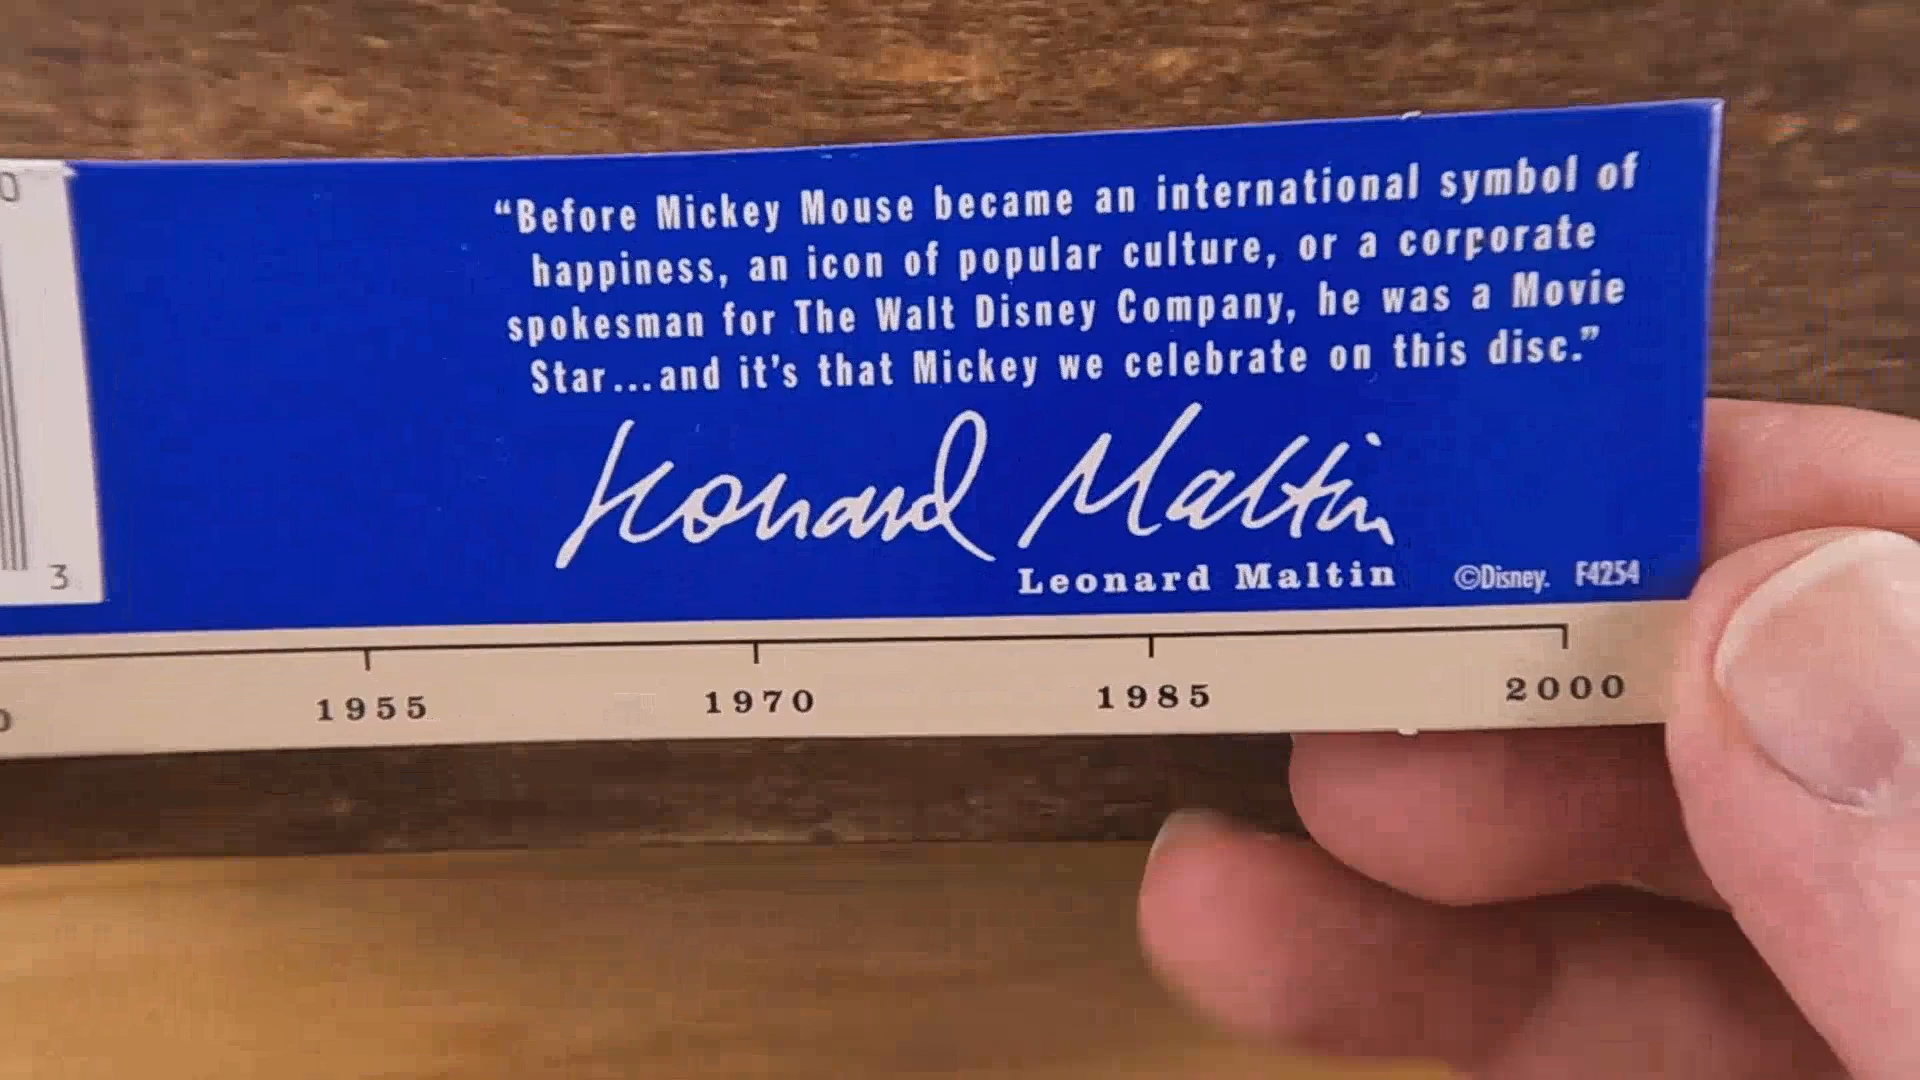 “Before Mickey Mouse became an international symbol of
happiness, an icon of popular culture, or a corporate
spokesman for The Walt Disney Company, he was a Movie
Star...and it’s that Mickey we celebrate on this disc.”
Leonard Maltin
Leonard Maltin ©Disney. F4254
3
1955 1970 1985 2000